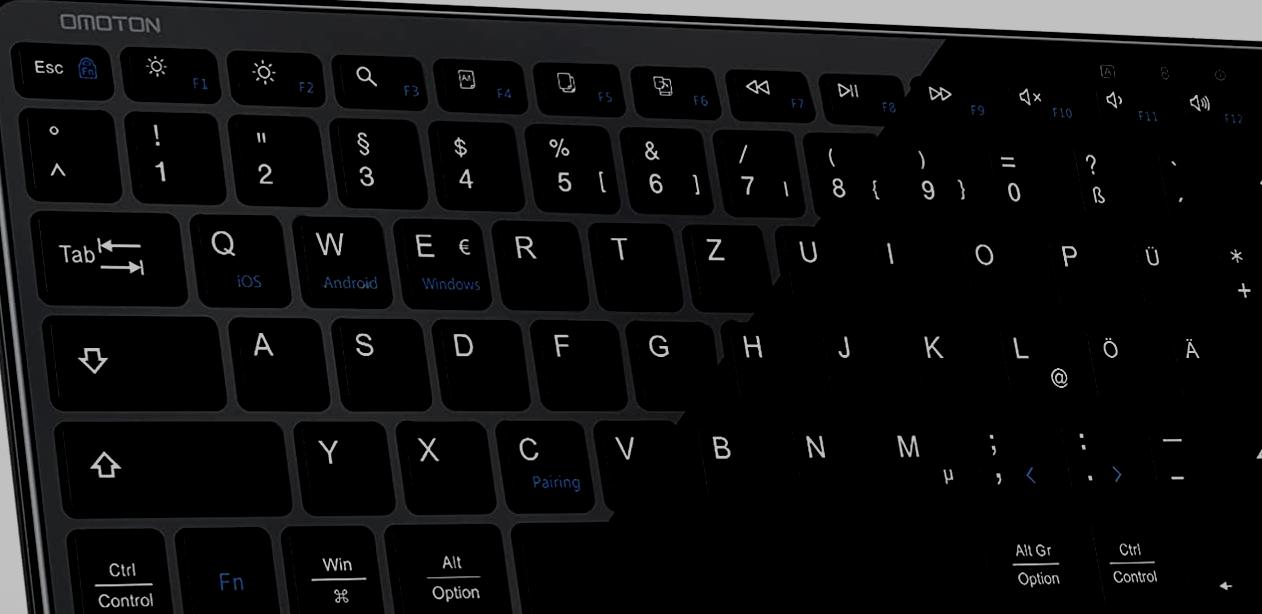 OMOTON
Esc Fn F1 F2 F3 A/t F4 F5 F6 F7 F8 F9 F10 F11 F12
A
° ! " § $ % & / ( ) = ? `
^ 1 2 3 4 5 [ 6 ] 7 | 8 { 9 } 0 ß ´
Tab Q W E € R T Z U I O P Ü *
iOS Android Windows +
A S D F G H J K L Ö Ä
@
Y X C V B N M ; : —
Pairing µ , < . > –
Ctrl Fn Win Alt Alt Gr Ctrl
Control ⌘ Option Option Control